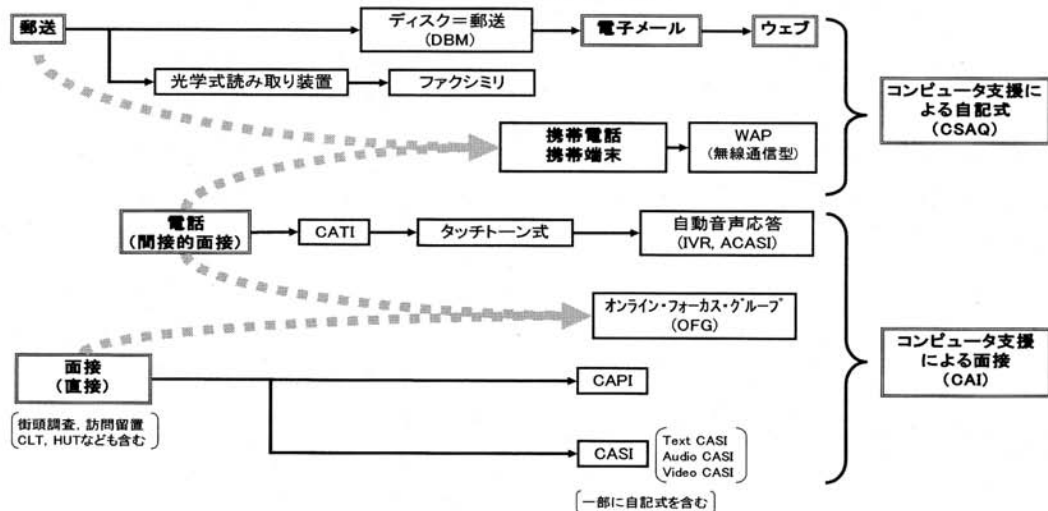 郵送
ディスク＝郵送
(DBM)
電子メール
ウェブ
光学式読み取り装置
ファクシミリ
コンピュータ支援に
よる自記式
(CSAQ)
携帯電話
携帯端末
WAP
(無線通信型)
電話
(間接的面接)
CATI
タッチトーン式
自動音声応答
(IVR, ACASI)
オンライン・フォーカス・グループ
(OFG)
コンピュータ支援
による面接
(CAI)
面接
(直接)
街頭調査，訪問留置
CLT, HUTなども含む
CAPI
CASI
Text CASI
Audio CASI
Video CASI
一部に自記式を含む